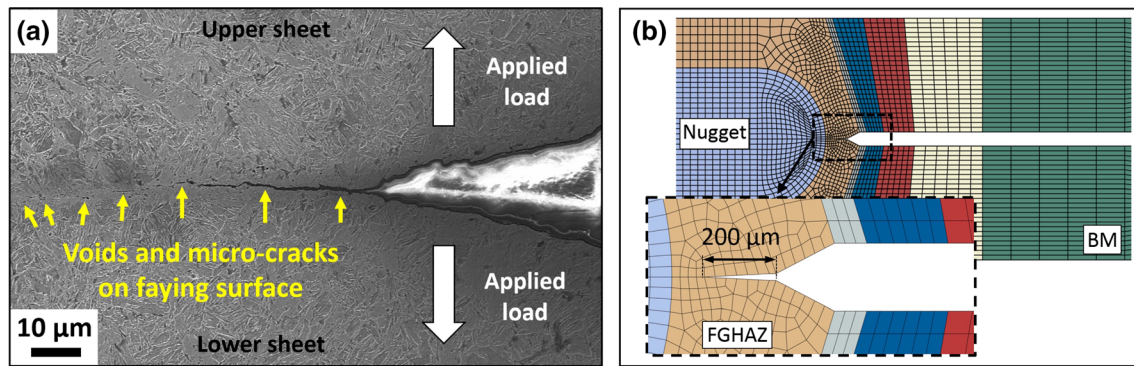 (a)
Upper sheet
Applied
load
Voids and micro-cracks
on faying surface
Applied
load
10 µm
Lower sheet
(b)
Nugget
200 µm
FGHAZ
BM